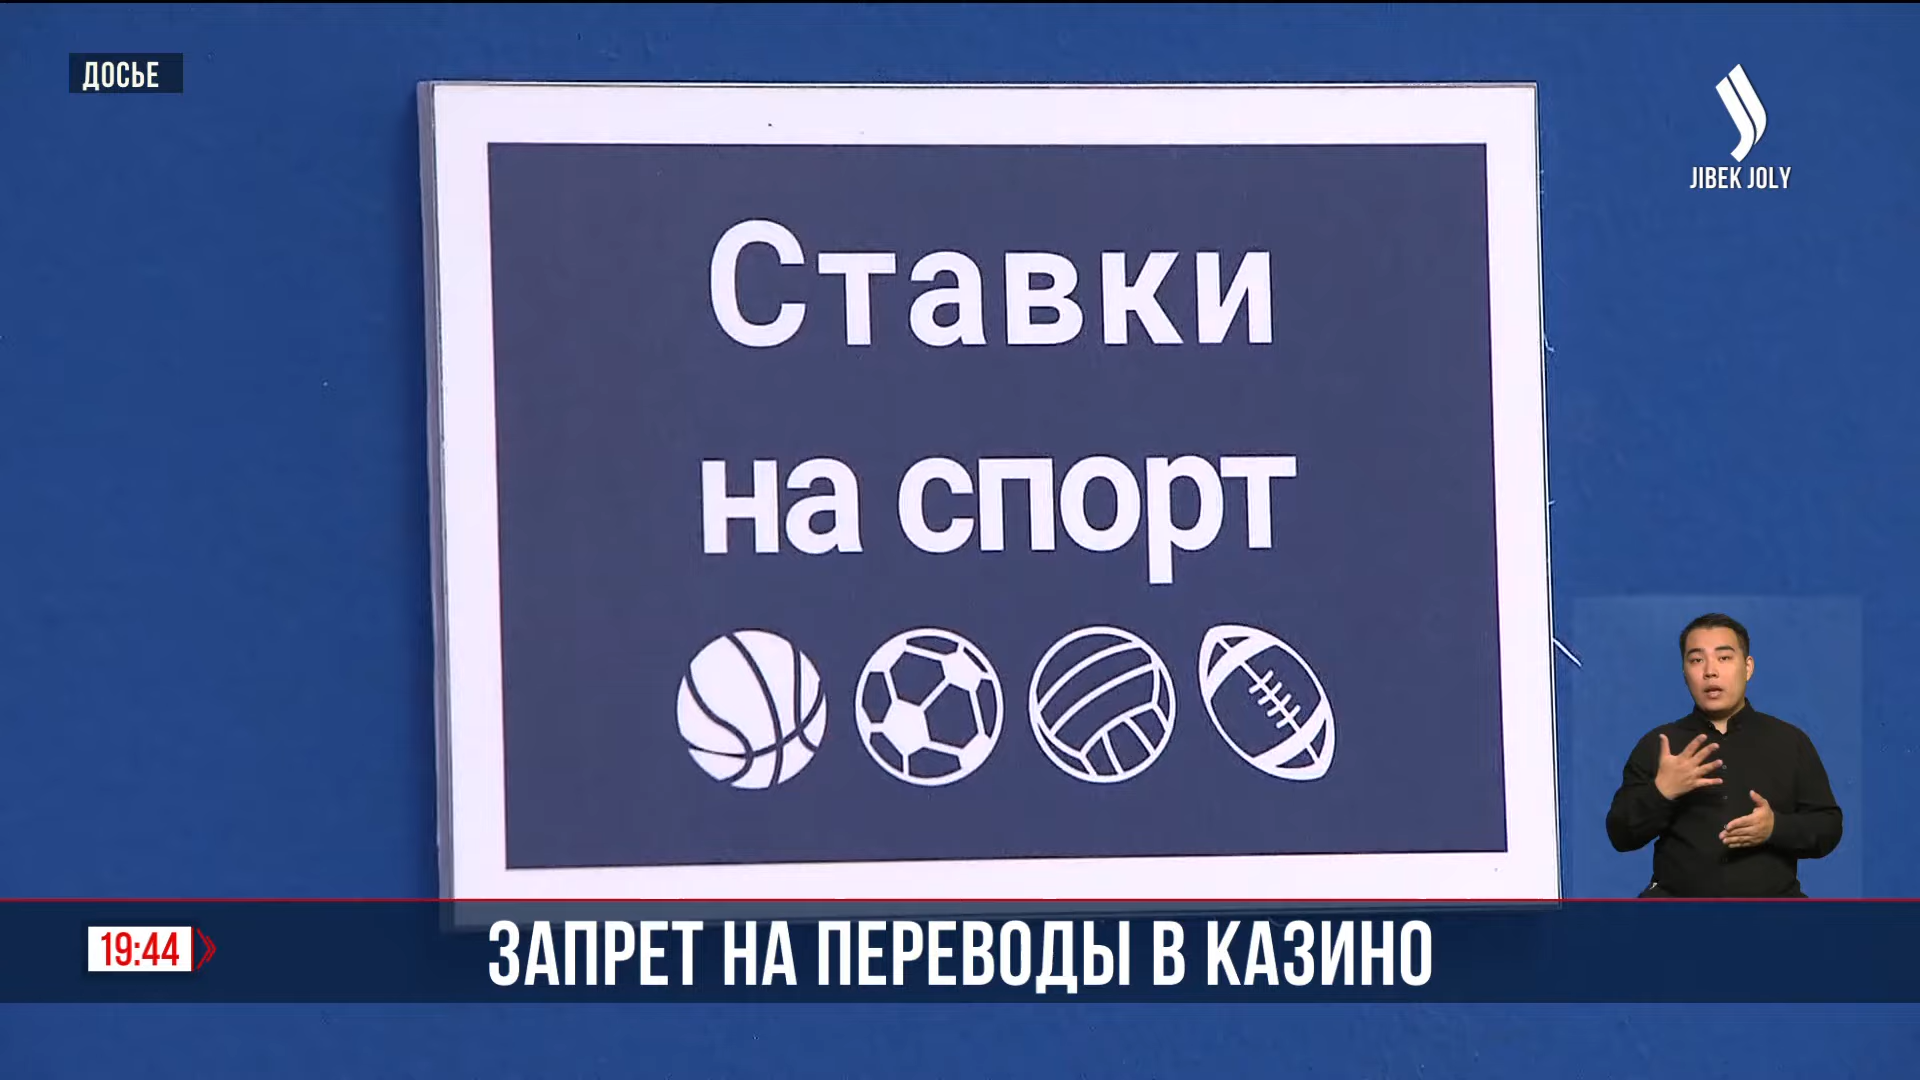 ДОСЬЕ
JIBEK JOLY
Ставки
на спорт
19:44
ЗАПРЕТ НА ПЕРЕВОДЫ В КАЗИНО